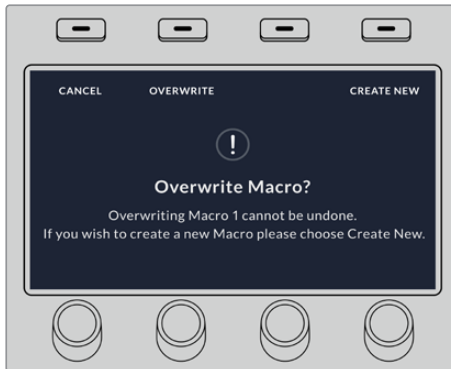 CANCEL OVERWRITE CREATE NEW
Overwrite Macro?
Overwriting Macro 1 cannot be undone.
If you wish to create a new Macro please choose Create New.